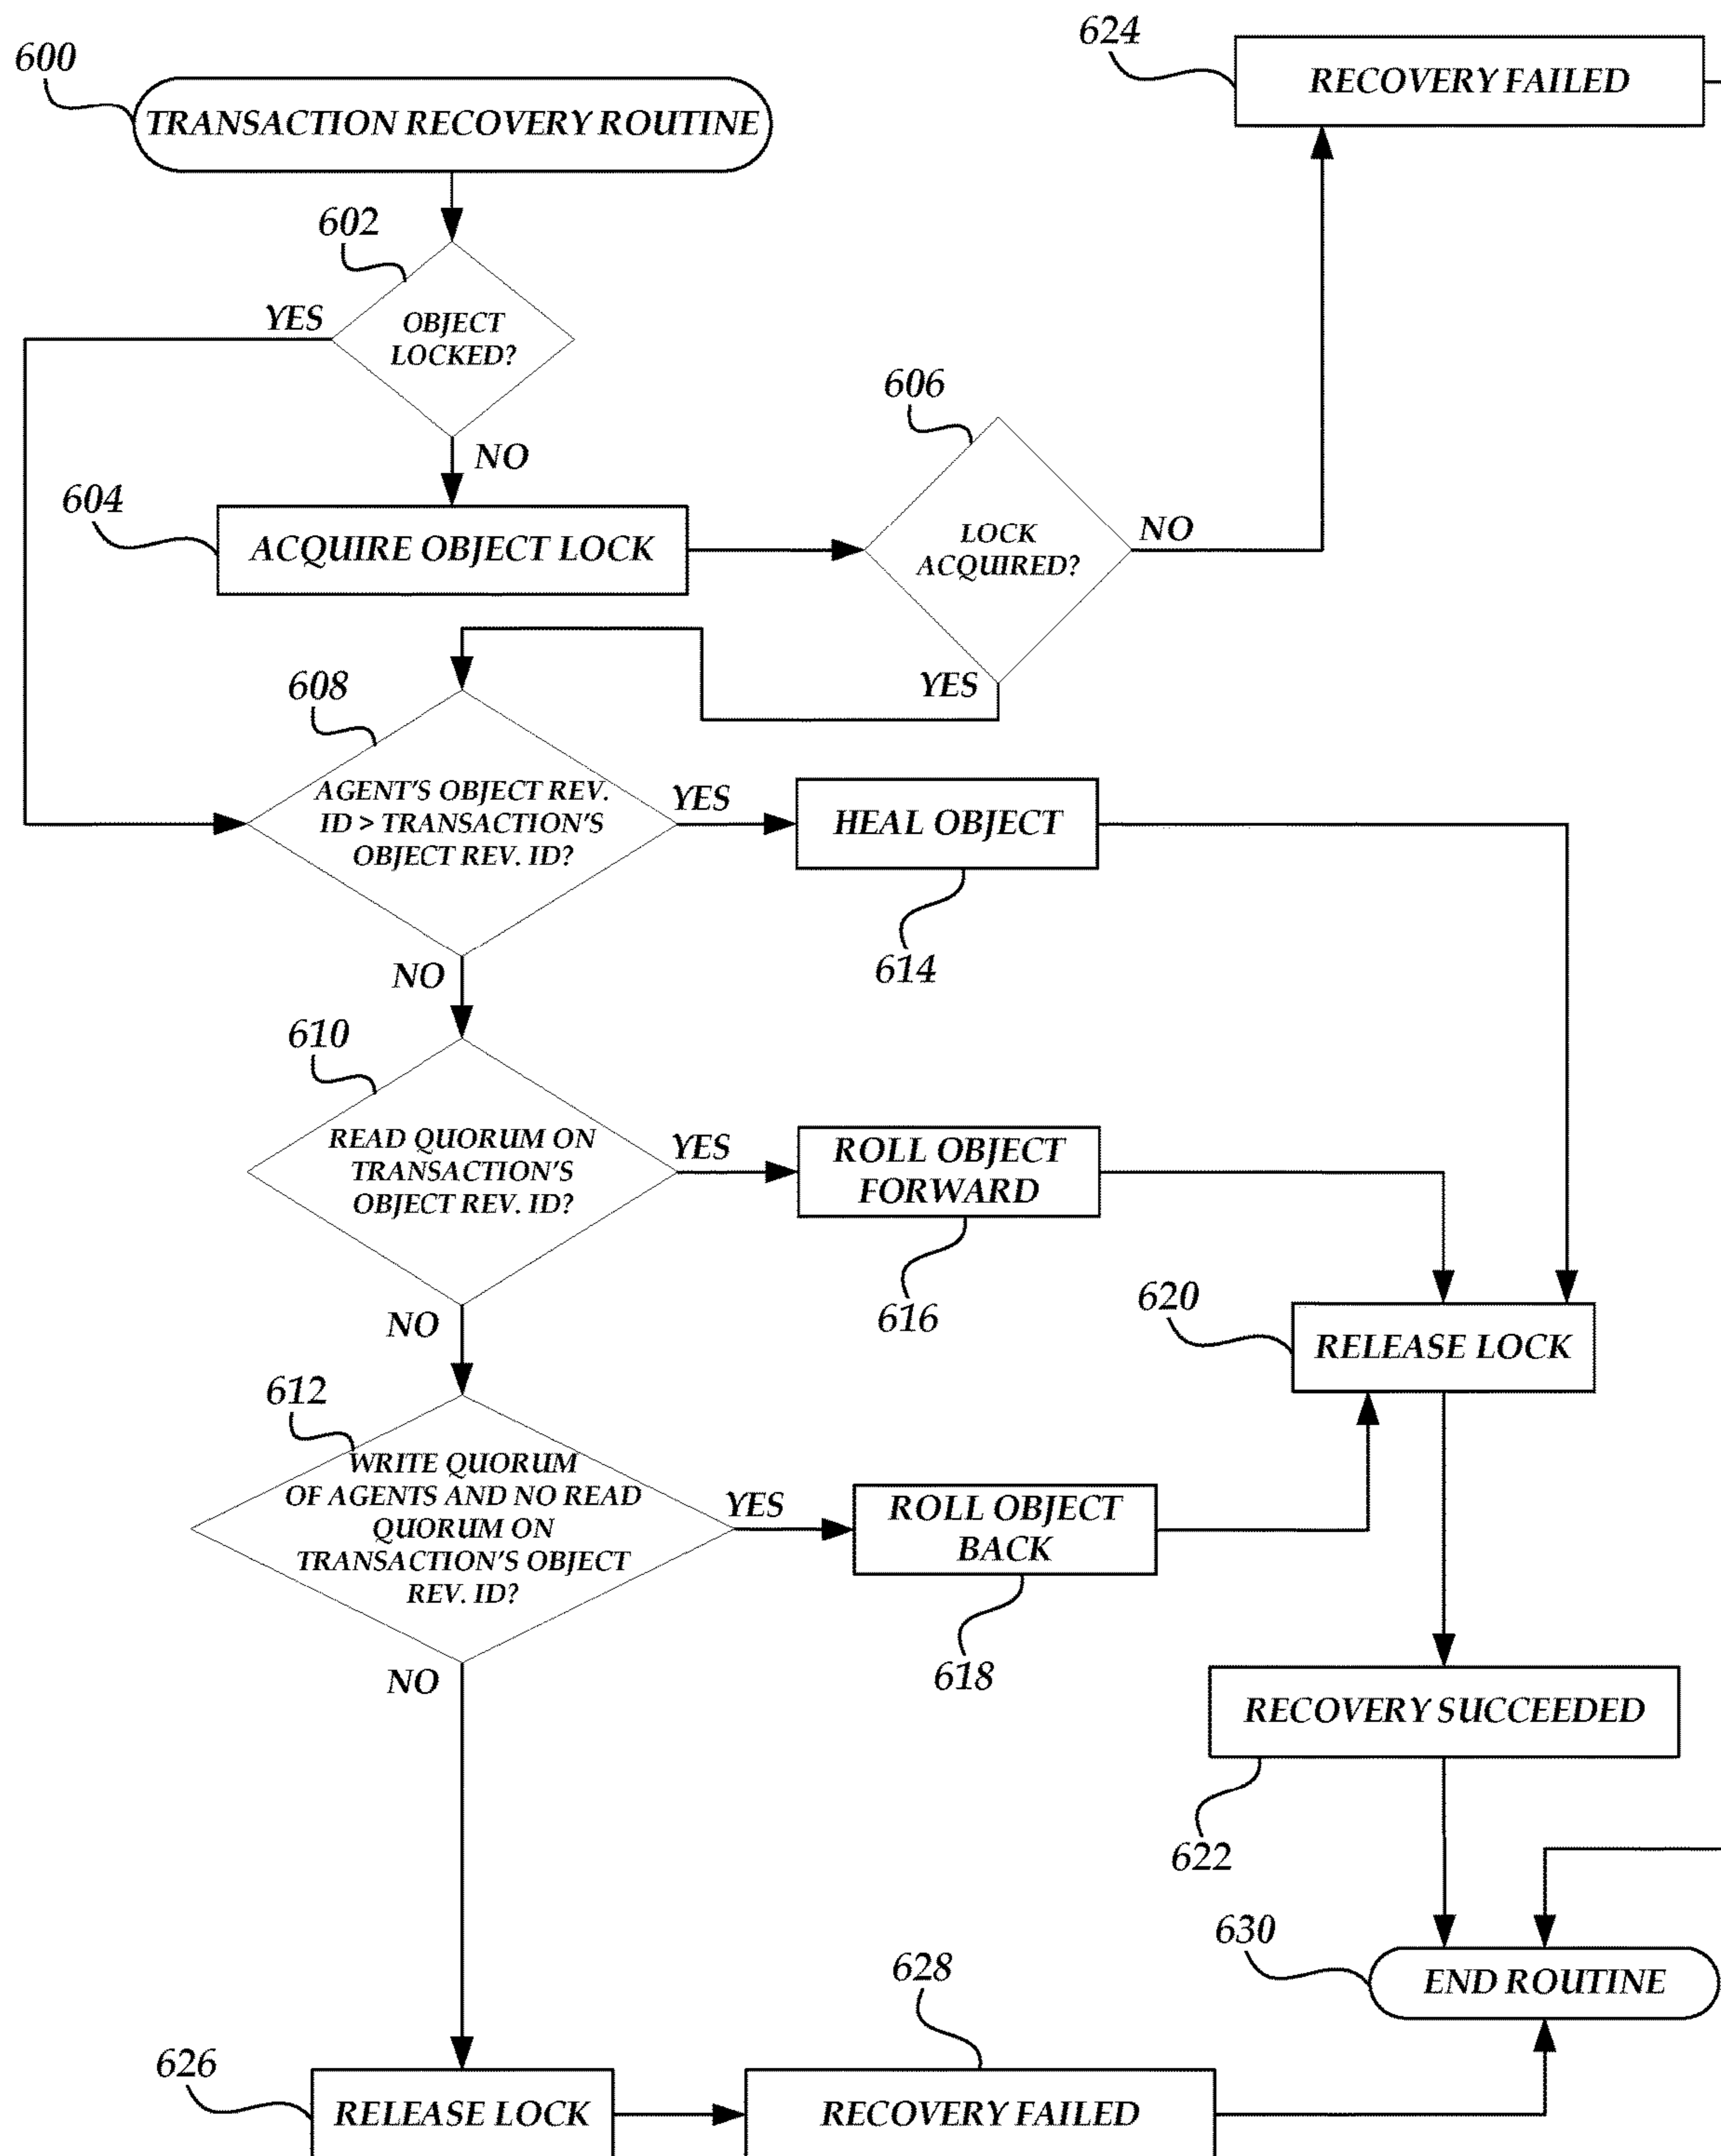 600
TRANSACTION RECOVERY ROUTINE
624
RECOVERY FAILED
602
OBJECT
LOCKED?
YES
NO
604
ACQUIRE OBJECT LOCK
606
LOCK
ACQUIRED?
NO
YES
608
AGENT'S OBJECT REV.
ID > TRANSACTION'S
OBJECT REV. ID?
YES
HEAL OBJECT
614
NO
610
READ QUORUM ON
TRANSACTION'S
OBJECT REV. ID?
YES
ROLL OBJECT
FORWARD
616
NO
620
RELEASE LOCK
612
WRITE QUORUM
OF AGENTS AND NO READ
QUORUM ON
TRANSACTION'S OBJECT
REV. ID?
YES
ROLL OBJECT
BACK
618
NO
RECOVERY SUCCEEDED
622
630
END ROUTINE
626
RELEASE LOCK
628
RECOVERY FAILED